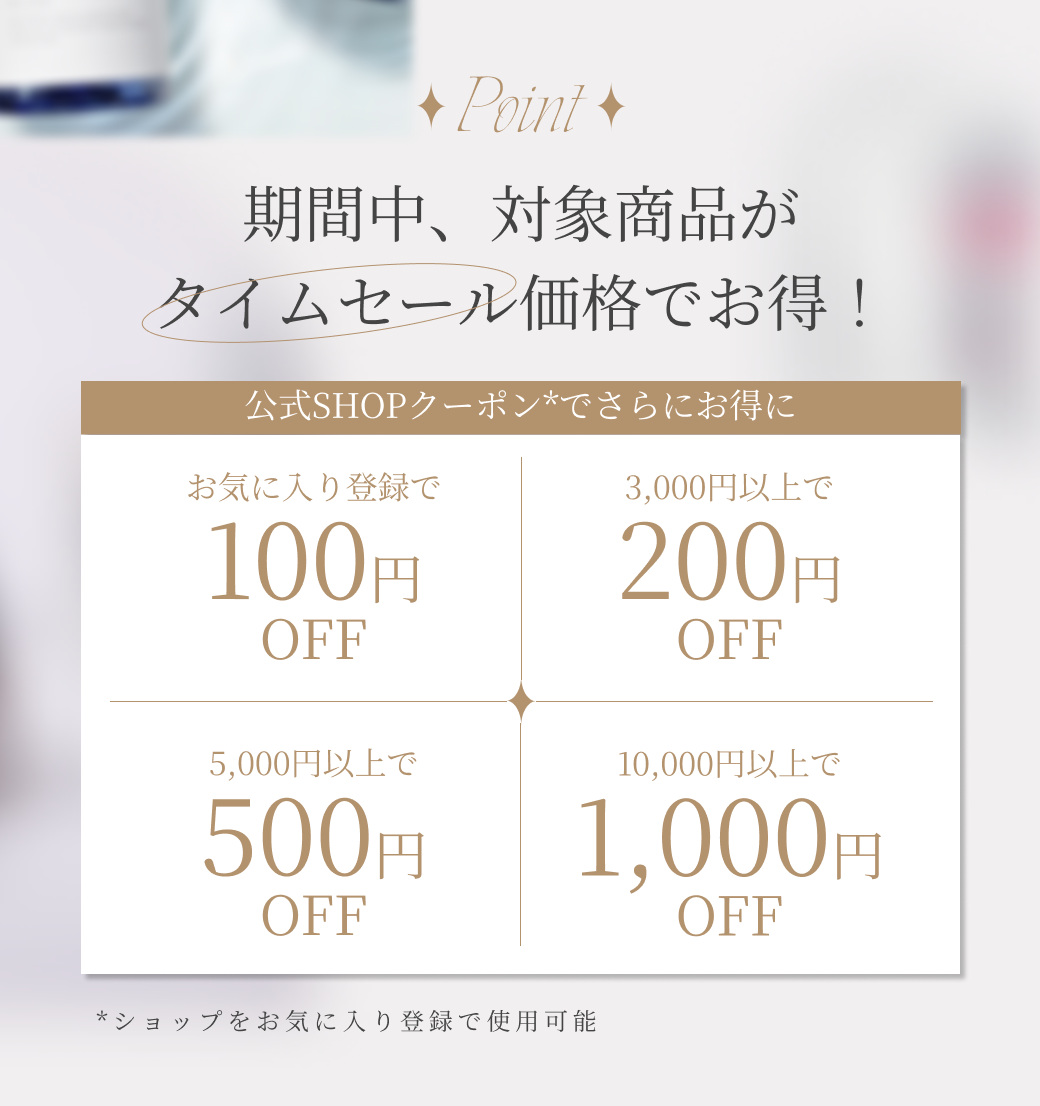 Point
期間中、対象商品が
タイムセール価格でお得！
公式SHOPクーポン*でさらにお得に
お気に入り登録で
100円
OFF
3,000円以上で
200円
OFF
5,000円以上で
500円
OFF
10,000円以上で
1,000円
OFF
*ショップをお気に入り登録で使用可能